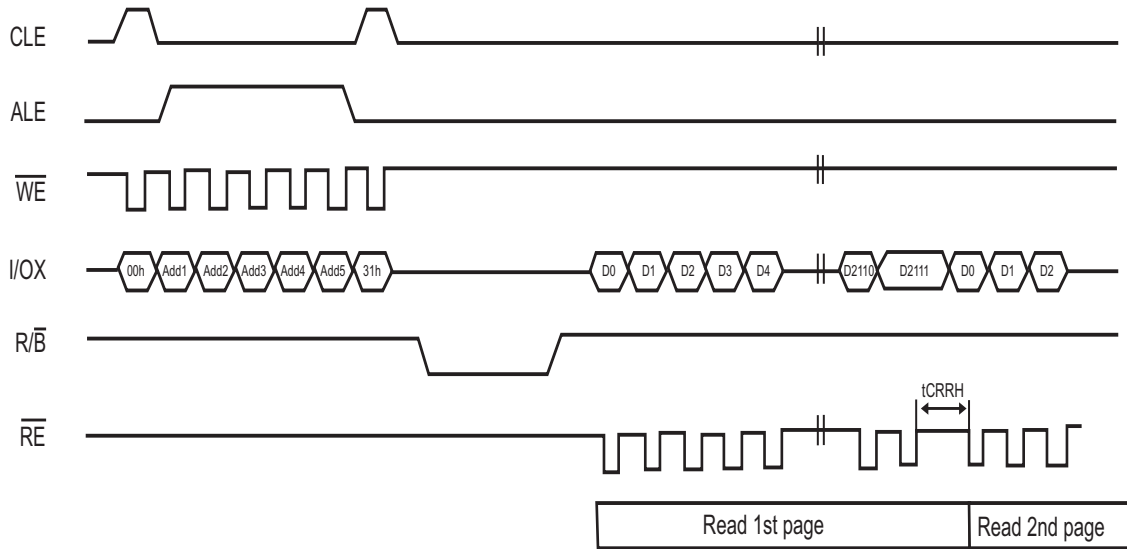 CLE
ALE
WE
I/OX 00h Add1 Add2 Add3 Add4 Add5 31h D0 D1 D2 D3 D4 D2110 D2111 D0 D1 D2
R/B
tCRRH
RE
Read 1st page Read 2nd page